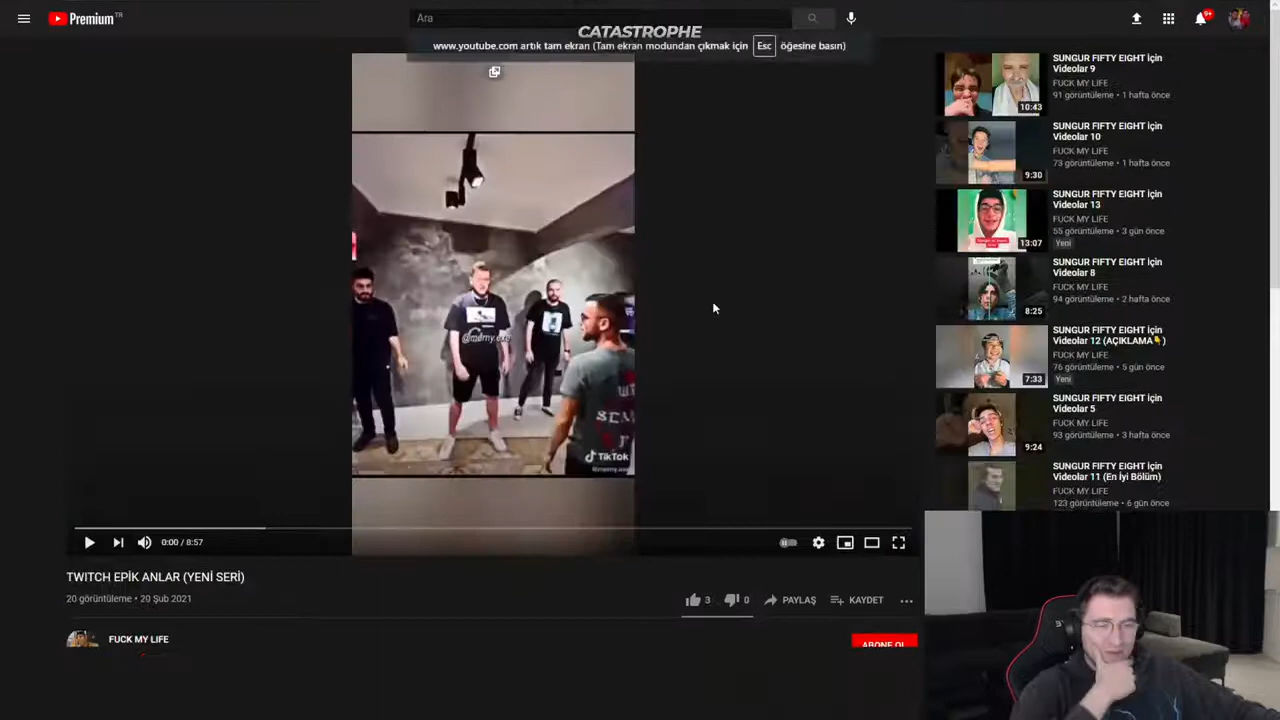 Premium TR
Ara
9+
CATASTROPHE
www.youtube.com artık tam ekran (Tam ekran modundan çıkmak için Esc öğesine basın)
@memy.exe
TikTok
@memy.exe
0:00 / 8:57
TWITCH EPİK ANLAR (YENİ SERİ)
20 görüntüleme • 20 Şub 2021
3
0
PAYLAŞ
KAYDET
FUCK MY LIFE
ABONE OL
SUNGUR FIFTY EIGHT için
Videolar 9
FUCK MY LIFE
91 görüntüleme • 1 hafta önce
10:43
SUNGUR FIFTY EIGHT için
Videolar 10
FUCK MY LIFE
73 görüntüleme • 1 hafta önce
9:30
SUNGUR FIFTY EIGHT için
Videolar 13
FUCK MY LIFE
55 görüntüleme • 3 gün önce
Yeni
13:07
SUNGUR FIFTY EIGHT için
Videolar 8
FUCK MY LIFE
94 görüntüleme • 2 hafta önce
8:25
SUNGUR FIFTY EIGHT için
Videolar 12 (AÇIKLAMA👇)
FUCK MY LIFE
76 görüntüleme • 5 gün önce
Yeni
7:33
SUNGUR FIFTY EIGHT için
Videolar 5
FUCK MY LIFE
93 görüntüleme • 3 hafta önce
9:24
SUNGUR FIFTY EIGHT için
Videolar 11 (En İyi Bölüm)
FUCK MY LIFE
123 görüntüleme • 6 gün önce